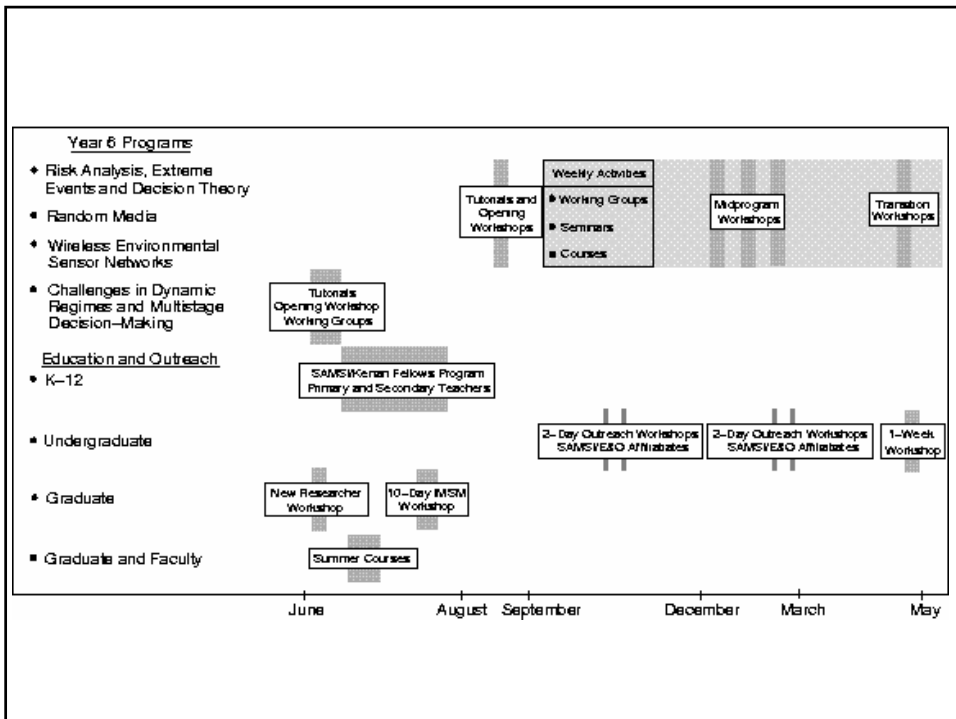 Year 6 Programs
• Risk Analysis, Extreme
Events and Decision Theory
• Random Media
• Wireless Environmental
Sensor Networks
• Challenges in Dynamic
Regimes and Multistage
Decision–Making
Education and Outreach
• K–12
• Undergraduate
• Graduate
• Graduate and Faculty
Tutorials and
Opening
Workshops
Weekly Activities
• Working Groups
• Seminars
• Courses
Midprogram
Workshops
Transition
Workshops
Tutorials
Opening Workshop
Working Groups
SAMSI/Kenan Fellows Program
Primary and Secondary Teachers
2–Day Outreach Workshops
SAMSI/E&O Affilirabates
2–Day Outreach Workshops
SAMSI/E&O Affilirabates
1–Week
Workshop
New Researcher
Workshop
10–Day IMSM
Workshop
Summer Courses
June
August
September
December
March
May